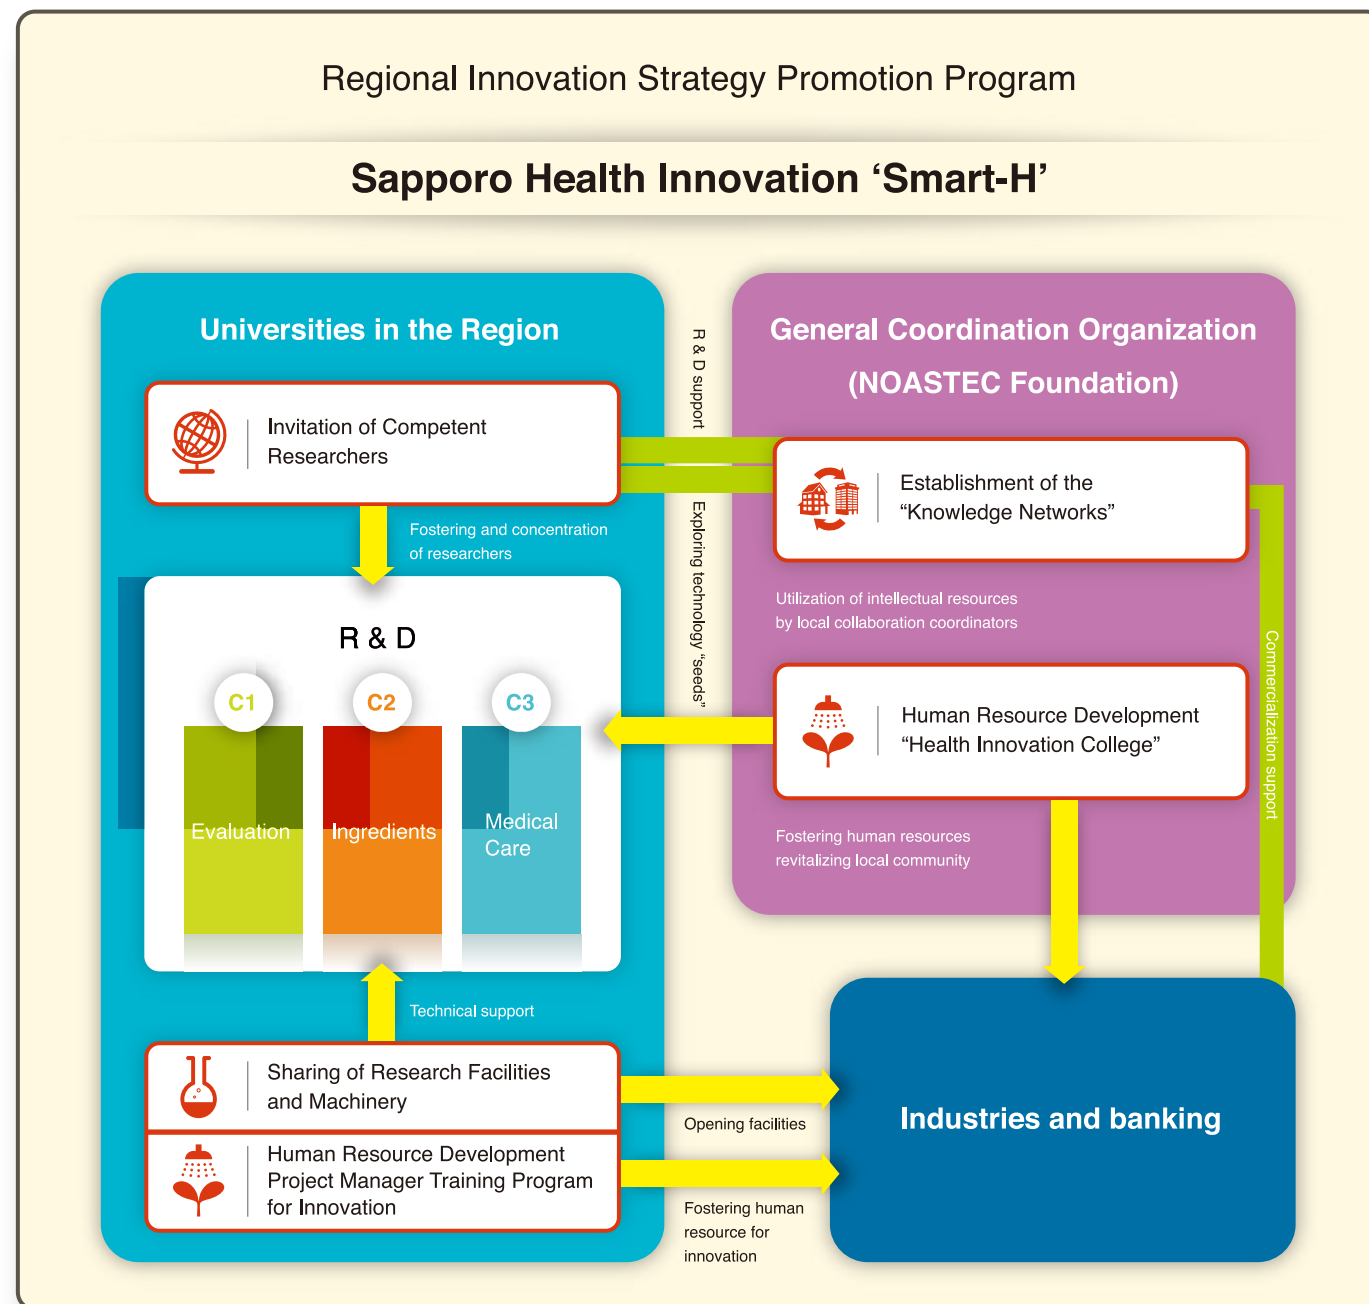 Regional Innovation Strategy Promotion Program
Sapporo Health Innovation ‘Smart-H’
Universities in the Region
Invitation of Competent
Researchers
Fostering and concentration
of researchers
R & D
C1
C2
C3
Evaluation
Ingredients
Medical
Care
Technical support
Sharing of Research Facilities
and Machinery
Human Resource Development
Project Manager Training Program
for Innovation
R & D support
Exploring technology “seeds”
General Coordination Organization
(NOASTEC Foundation)
Establishment of the
“Knowledge Networks”
Utilization of intellectual resources
by local collaboration coordinators
Human Resource Development
“Health Innovation College”
Fostering human resources
revitalizing local community
Commercialization support
Opening facilities
Fostering human
resource for
innovation
Industries and banking